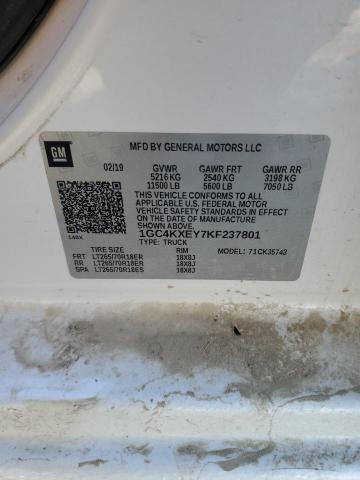 GM
MFD BY GENERAL MOTORS LLC
02/19 GVWR GAWR FRT GAWR RR
5216 KG 2540 KG 3198 KG
11500 LB 5600 LB 7050 LB
THIS VEHICLE CONFORMS TO ALL
APPLICABLE U.S. FEDERAL MOTOR
VEHICLE SAFETY STANDARDS IN
EFFECT ON THE DATE OF
MANUFACTURE SHOWN ABOVE.
1GC4KXEY7KF237801
TYPE: TRUCK MODEL: 71CK35743
TIRE SIZE RIM
FRT LT265/70R18ER 18X8J
RR LT265/70R18ER 18X8J
SPA LT265/70R18ES 18X8J